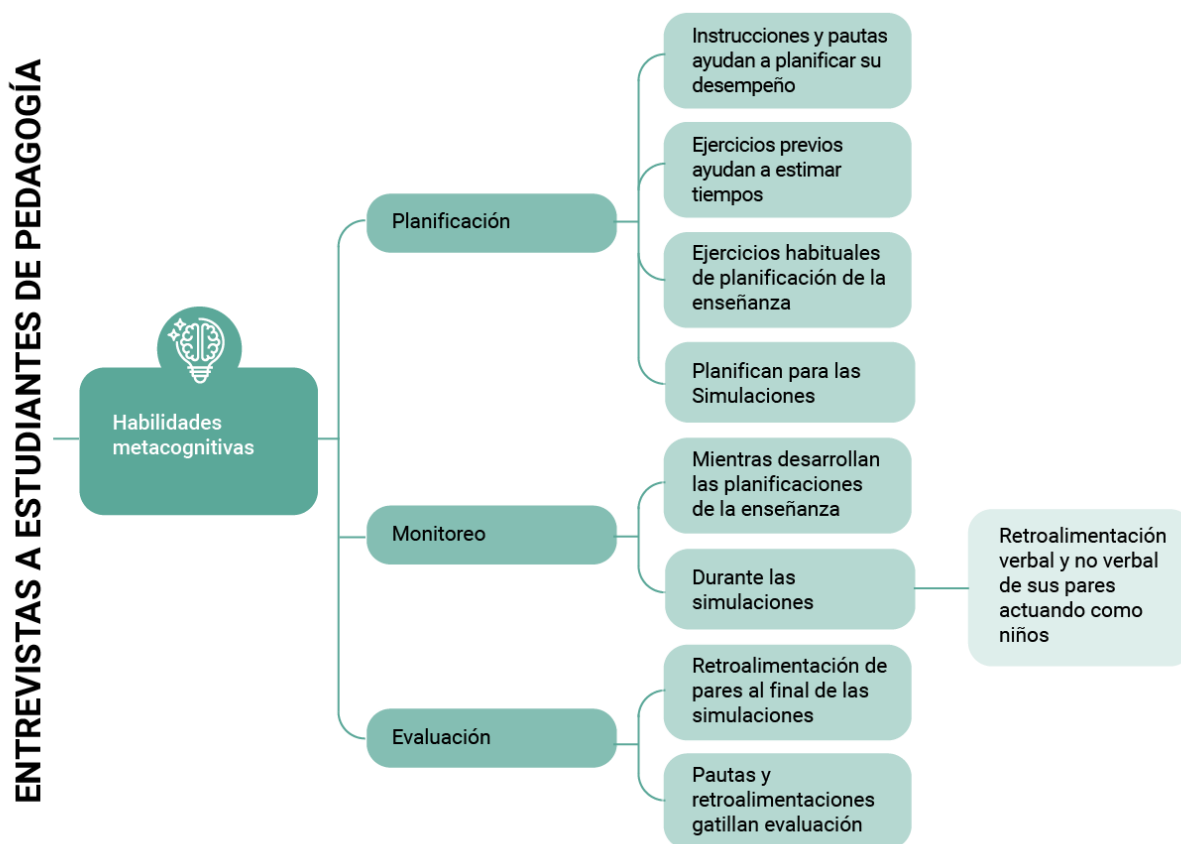 ENTREVISTAS A ESTUDIANTES DE PEDAGOGÍA
Habilidades
metacognitivas
Planificación
Instrucciones y pautas
ayudan a planificar su
desempeño
Ejercicios previos
ayudan a estimar
tiempos
Ejercicios habituales
de planificación de la
enseñanza
Planifican para las
Simulaciones
Monitoreo
Mientras desarrollan
las planificaciones
de la enseñanza
Durante las
simulaciones
Retroalimentación
verbal y no verbal
de sus pares
actuando como
niños
Evaluación
Retroalimentación de
pares al final de las
simulaciones
Pautas y
retroalimentaciones
gatillan evaluación